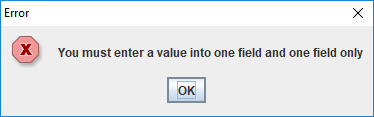 Error
You must enter a value into one field and one field only
OK